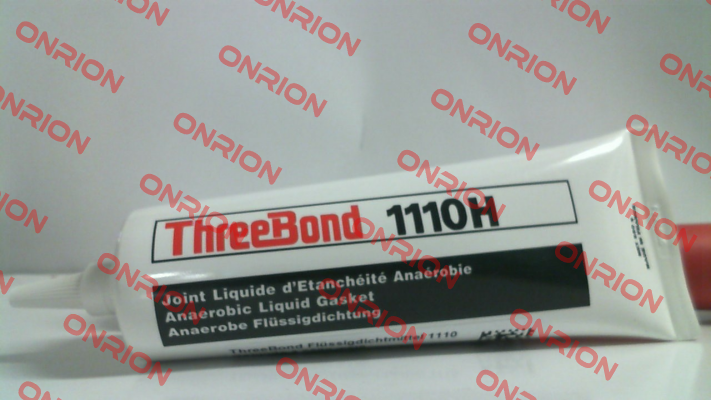 ThreeBond 1110H
Joint Liquide d'Etanchéité Anaérobie
Anaerobic Liquid Gasket
Anaerobe Flüssigdichtung
ThreeBond Flüssigdichtmittel 1110
ONRION